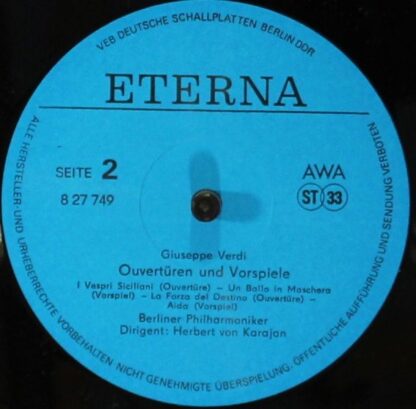 VEB DEUTSCHE SCHALLPLATTEN BERLIN DDR
ETERNA
SEITE 2
8 27 749
AWA
ST 33
Giuseppe Verdi
Ouvertüren und Vorspiele
I Vespri Siciliani (Ouvertüre) – Un Ballo in Maschera
(Vorspiel) – La Forza del Destino (Ouvertüre) –
Aida (Vorspiel)
Berliner Philharmoniker
Dirigent: Herbert von Karajan
ALLE HERSTELLER- UND URHEBERRECHTE VORBEHALTEN NICHT GENEHMIGTE ÜBERSPIELUNG, ÖFFENTLICHE AUFFÜHRUNG UND SENDUNG VERBOTEN